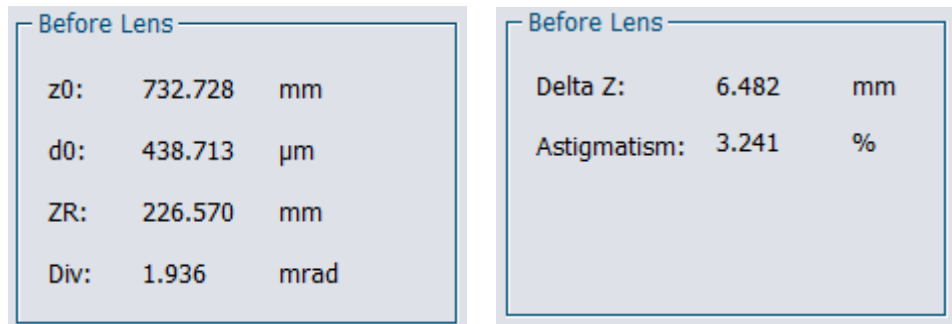 Before Lens
z0: 732.728 mm
d0: 438.713 µm
ZR: 226.570 mm
Div: 1.936 mrad
Before Lens
Delta Z: 6.482 mm
Astigmatism: 3.241 %